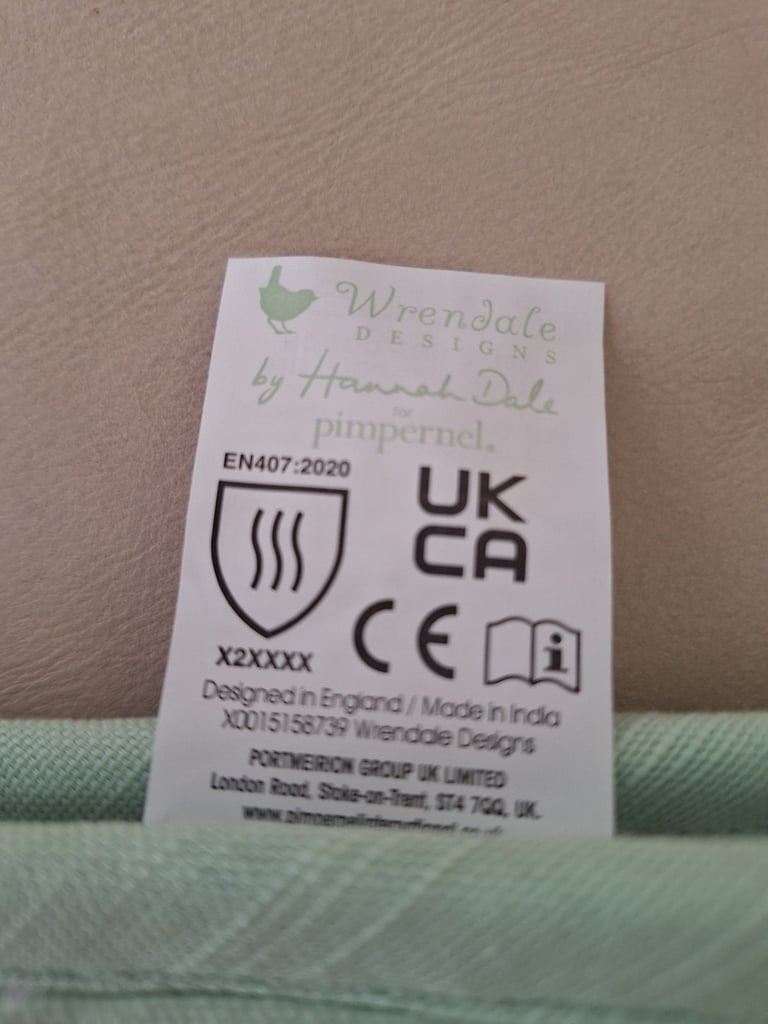 Wrendale
DESIGNS
by Hannah Dale
for
pimpernel.
EN407:2020
UK
CA
X2XXXX
CE
i
Designed in England / Made in India
X0015158739 Wrendale Designs
PORTMEIRION GROUP UK LIMITED
London Road, Stoke-on-Trent, ST4 7QQ, UK.